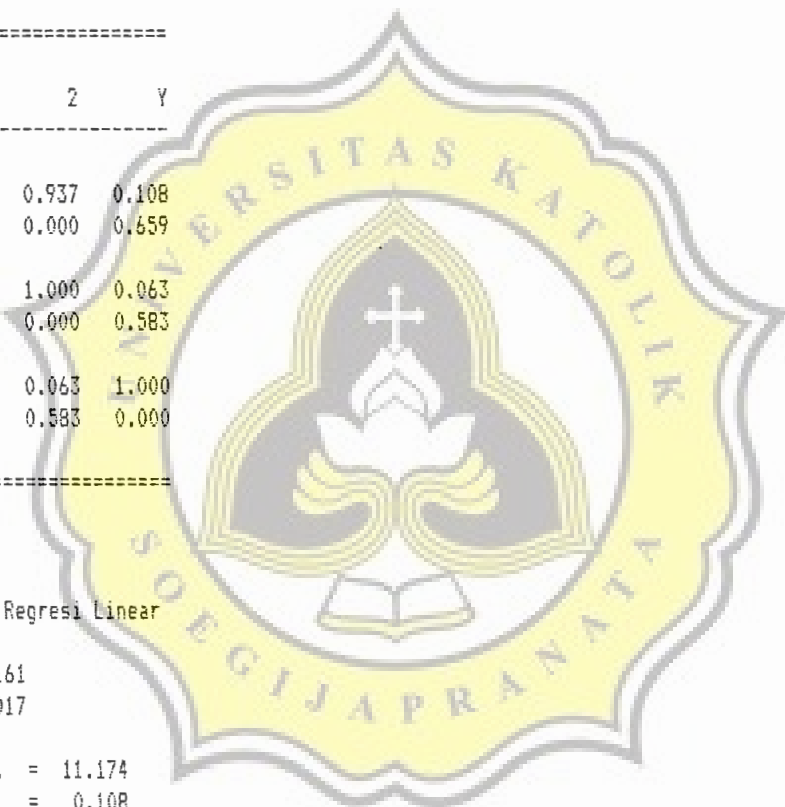 ===============
2 Y
---------------
0.937 0.108
0.000 0.659
1.000 0.063
0.000 0.583
0.063 1.000
0.583 0.000
===============
Regresi Linear
= 11.174
= 0.108
UNIVERSITAS KATOLIK
SOEGIJAPRANATA